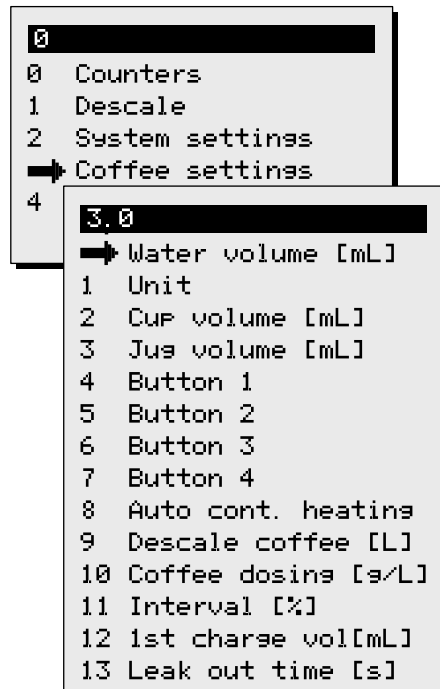 0
0 Counters
1 Descale
2 System settings
Coffee settings
4
3.0
Water volume [mL]
1 Unit
2 Cup volume [mL]
3 Jug volume [mL]
4 Button 1
5 Button 2
6 Button 3
7 Button 4
8 Auto cont. heating
9 Descale coffee [L]
10 Coffee dosing [g/L]
11 Interval [%]
12 1st charge vol[mL]
13 Leak out time [s]